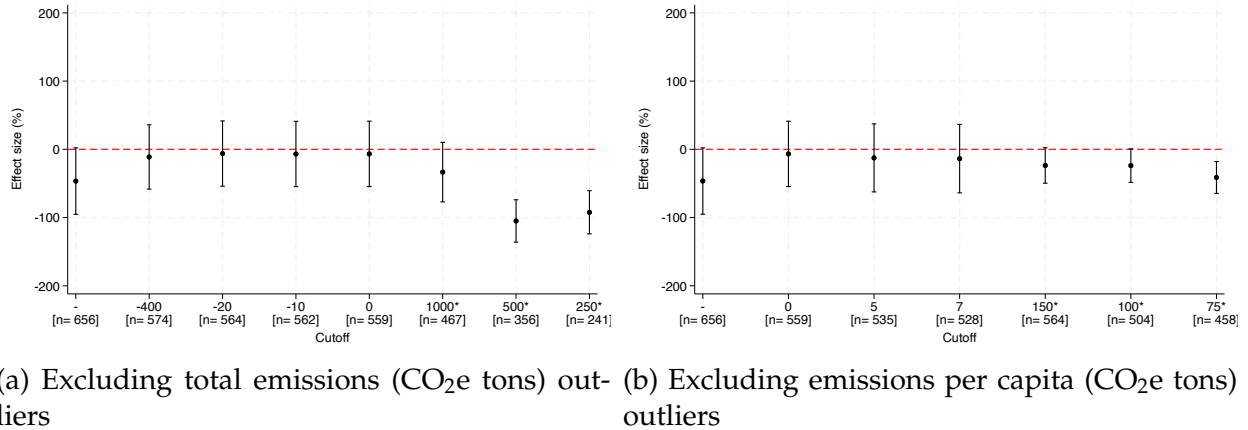 200
100
0
-100
-200
Effect size (%)
- -400 -20 -10 0 1000* 500* 250*
[n= 656] [n= 574] [n= 564] [n= 562] [n= 559] [n= 467] [n= 356] [n= 241]
Cutoff
200
100
0
-100
-200
Effect size (%)
- 0 5 7 150* 100* 75*
[n= 656] [n= 559] [n= 535] [n= 528] [n= 564] [n= 504] [n= 458]
Cutoff
(a) Excluding total emissions (CO₂e tons) out-
liers
(b) Excluding emissions per capita (CO₂e tons)
outliers